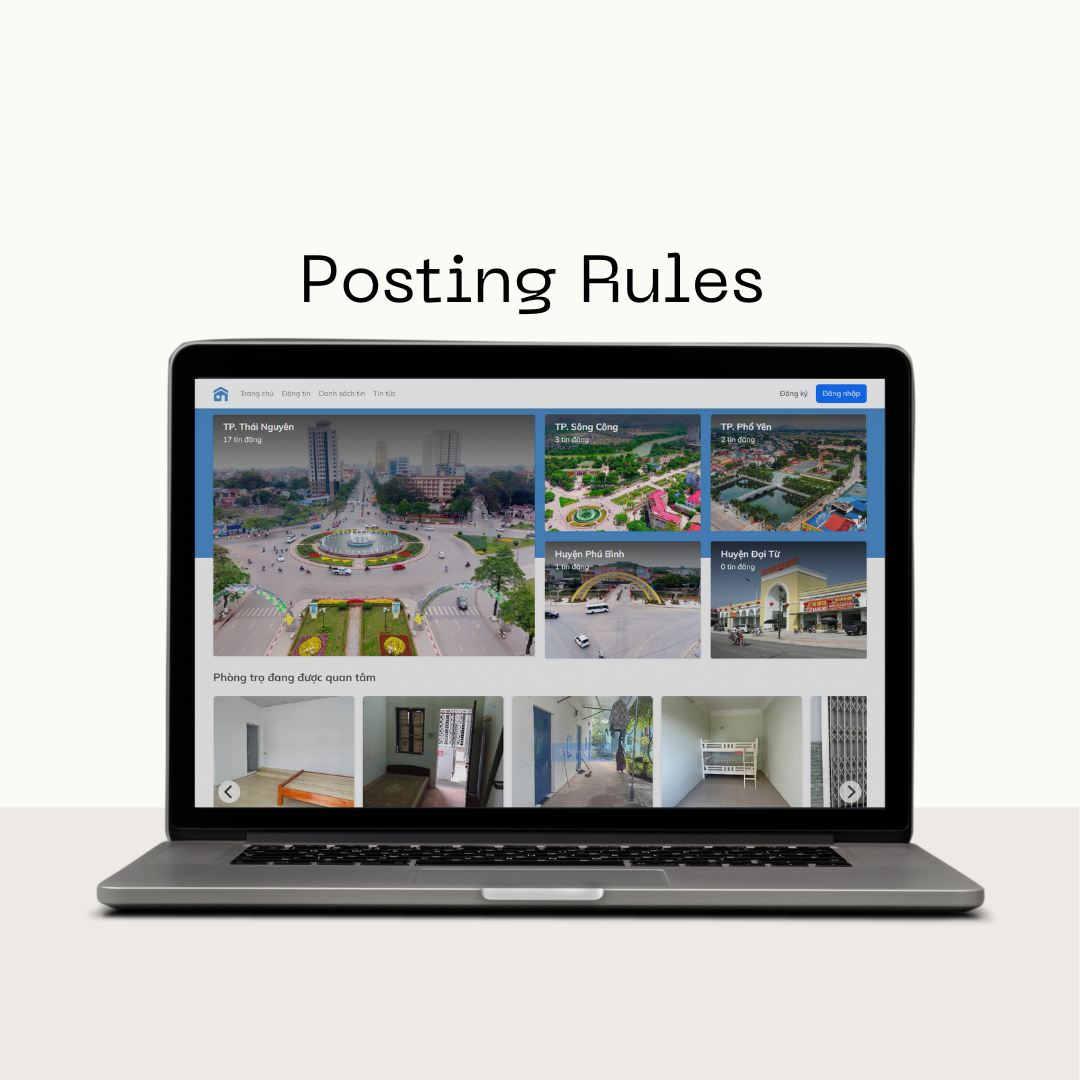 Posting Rules
Trang chủ Đăng tin Danh sách tin Tin tức
Đăng ký Đăng nhập
TP. Thái Nguyên
17 tin đăng
TP. Sông Công
3 tin đăng
TP. Phổ Yên
2 tin đăng
Huyện Phú Bình
1 tin đăng
Huyện Đại Từ
0 tin đăng
Phòng trọ đang được quan tâm